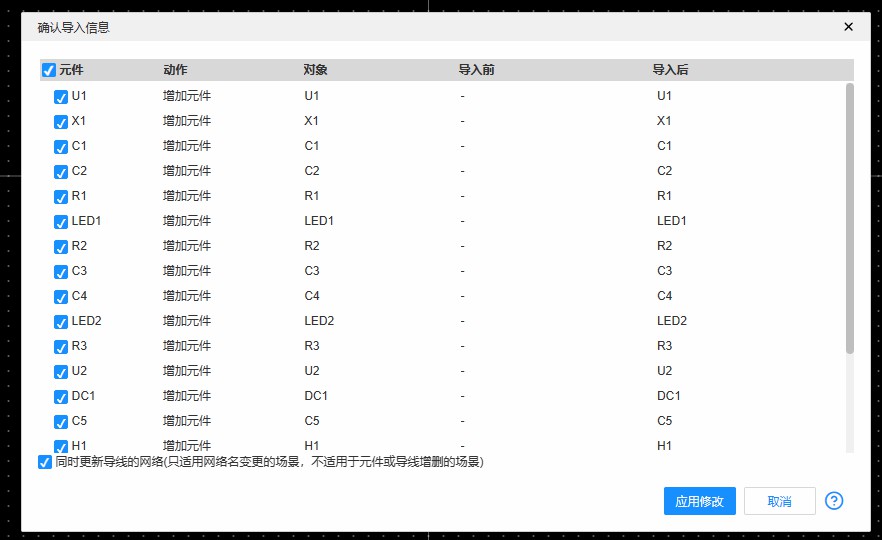 确认导入信息
元件 动作 对象 导入前 导入后
U1 增加元件 U1 - U1
X1 增加元件 X1 - X1
C1 增加元件 C1 - C1
C2 增加元件 C2 - C2
R1 增加元件 R1 - R1
LED1 增加元件 LED1 - LED1
R2 增加元件 R2 - R2
C3 增加元件 C3 - C3
C4 增加元件 C4 - C4
LED2 增加元件 LED2 - LED2
R3 增加元件 R3 - R3
U2 增加元件 U2 - U2
DC1 增加元件 DC1 - DC1
C5 增加元件 C5 - C5
H1 增加元件 H1 - H1
同时更新导线的网络(只适用网络名变更的场景，不适用于元件或导线增删的场景)
应用修改 取消 ?